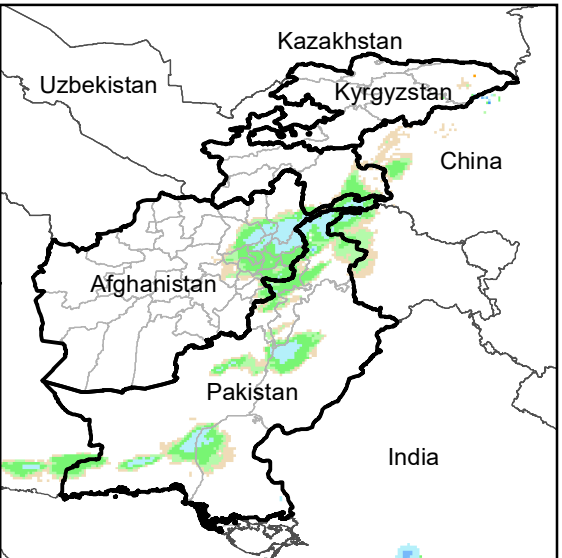 Kazakhstan
Uzbekistan
Kyrgyzstan
China
Afghanistan
Pakistan
India